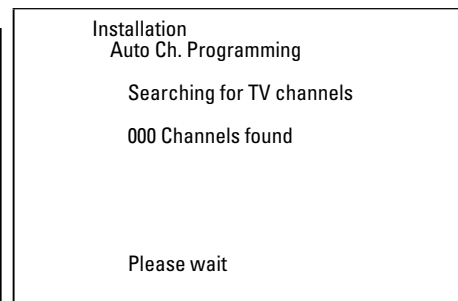 Installation
Auto Ch. Programming
Searching for TV channels
000 Channels found
Please wait